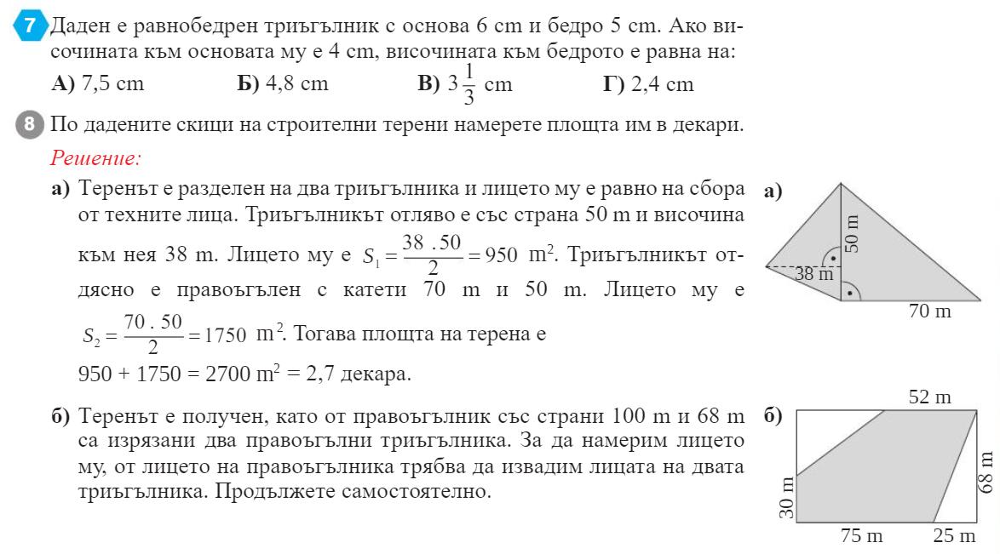 7 Даден е равнобедрен триъгълник с основа 6 cm и бедро 5 cm. Ако ви-
сочината към основата му е 4 cm, височината към бедрото е равна на:
А) 7,5 cm Б) 4,8 cm В) 3 1/3 cm Г) 2,4 cm
8 По дадените скици на строителни терени намерете площта им в декари.
Решение:
а) Теренът е разделен на два триъгълника и лицето му е равно на сбора
от техните лица. Триъгълникът отляво е със страна 50 m и височина
към нея 38 m. Лицето му е S₁ = 38 . 50 / 2 = 950 m². Триъгълникът от-
дясно е правоъгълен с катети 70 m и 50 m. Лицето му е
S₂ = 70 . 50 / 2 = 1750 m². Тогава площта на терена е
950 + 1750 = 2700 m² = 2,7 декара.
а)
50 m
38 m
70 m
б) Теренът е получен, като от правоъгълник със страни 100 m и 68 m
са изрязани два правоъгълни триъгълника. За да намерим лицето
му, от лицето на правоъгълника трябва да извадим лицата на двата
триъгълника. Продължете самостоятелно.
б)
52 m
68 m
30 m
75 m 25 m